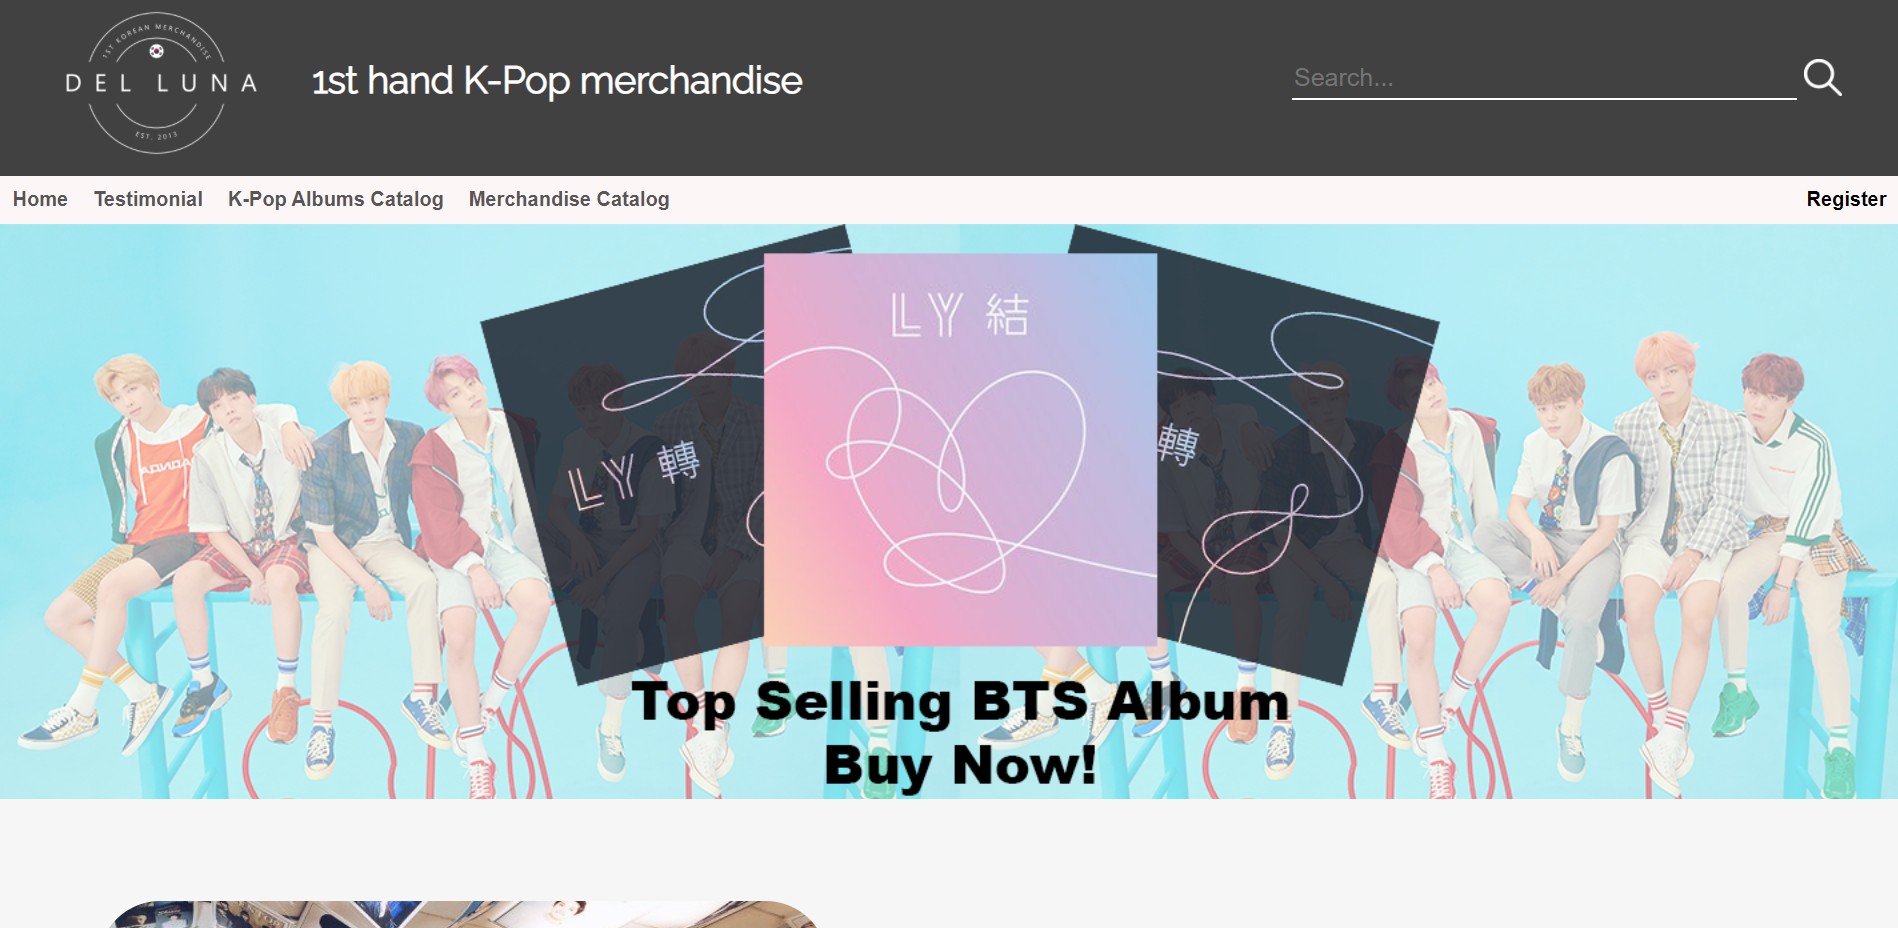 1ST KOREAN MERCHANDISE
DEL LUNA
EST. 2013
1st hand K-Pop merchandise
Search...
Home Testimonial K-Pop Albums Catalog Merchandise Catalog Register
LY 結
LY 轉
轉
Top Selling BTS Album
Buy Now!